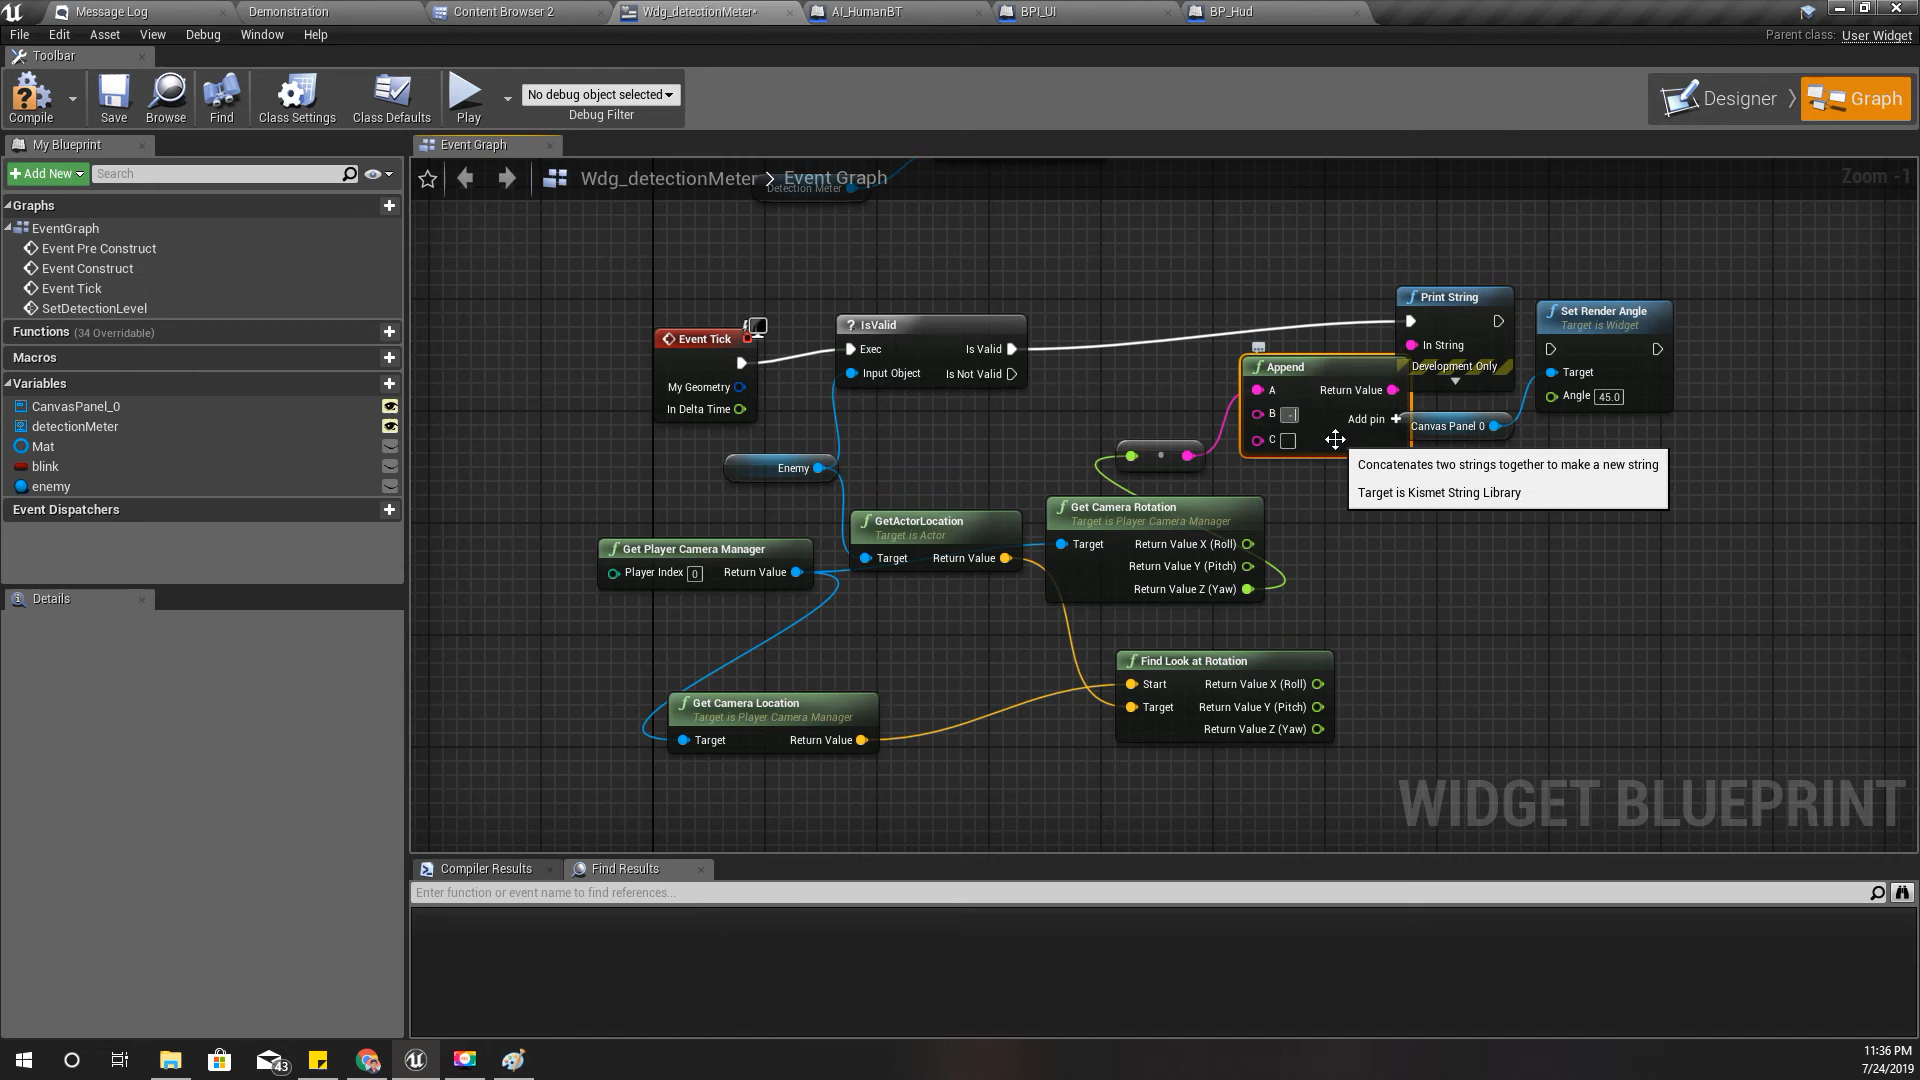 Message Log
Demonstration
Content Browser 2
Wdg_detectionMeter*
AI_HumanBT
BPI_UI
BP_Hud
File Edit Asset View Window Debug Help
Parent class: User Widget
Toolbar
Compile
Save
Browse
Find
Class Settings
Class Defaults
Play
No debug object selected
Debug Filter
Designer
Graph
My Blueprint
Add New
Search
Graphs
EventGraph
Event Pre Construct
Event Construct
Event Tick
SetDetectionLevel
Functions (34 Overridable)
Macros
Variables
CanvasPanel_0
detectionMeter
Mat
blink
enemy
Event Dispatchers
Details
Event Graph
Wdg_detectionMeter > Event Graph
Zoom -1
Detection Meter
Event Tick
My Geometry
In Delta Time
IsValid
Exec Is Valid
Input Object Is Not Valid
Enemy
Get Player Camera Manager
Player Index 0 Return Value
GetActorLocation
Target is Actor
Target Return Value
Get Camera Rotation
Target is Player Camera Manager
Target Return Value X (Roll)
Return Value Y (Pitch)
Return Value Z (Yaw)
Get Camera Location
Target is Player Camera Manager
Target Return Value
Find Look at Rotation
Start Return Value X (Roll)
Target Return Value Y (Pitch)
Return Value Z (Yaw)
Append
A Return Value
B -
Add pin +
C
Print String
In String
Development Only
Canvas Panel 0
Set Render Angle
Target is Widget
Target
Angle 45.0
Concatenates two strings together to make a new string
Target is Kismet String Library
WIDGET BLUEPRINT
Compiler Results
Find Results
Enter function or event name to find references...
43
11:36 PM
7/24/2019